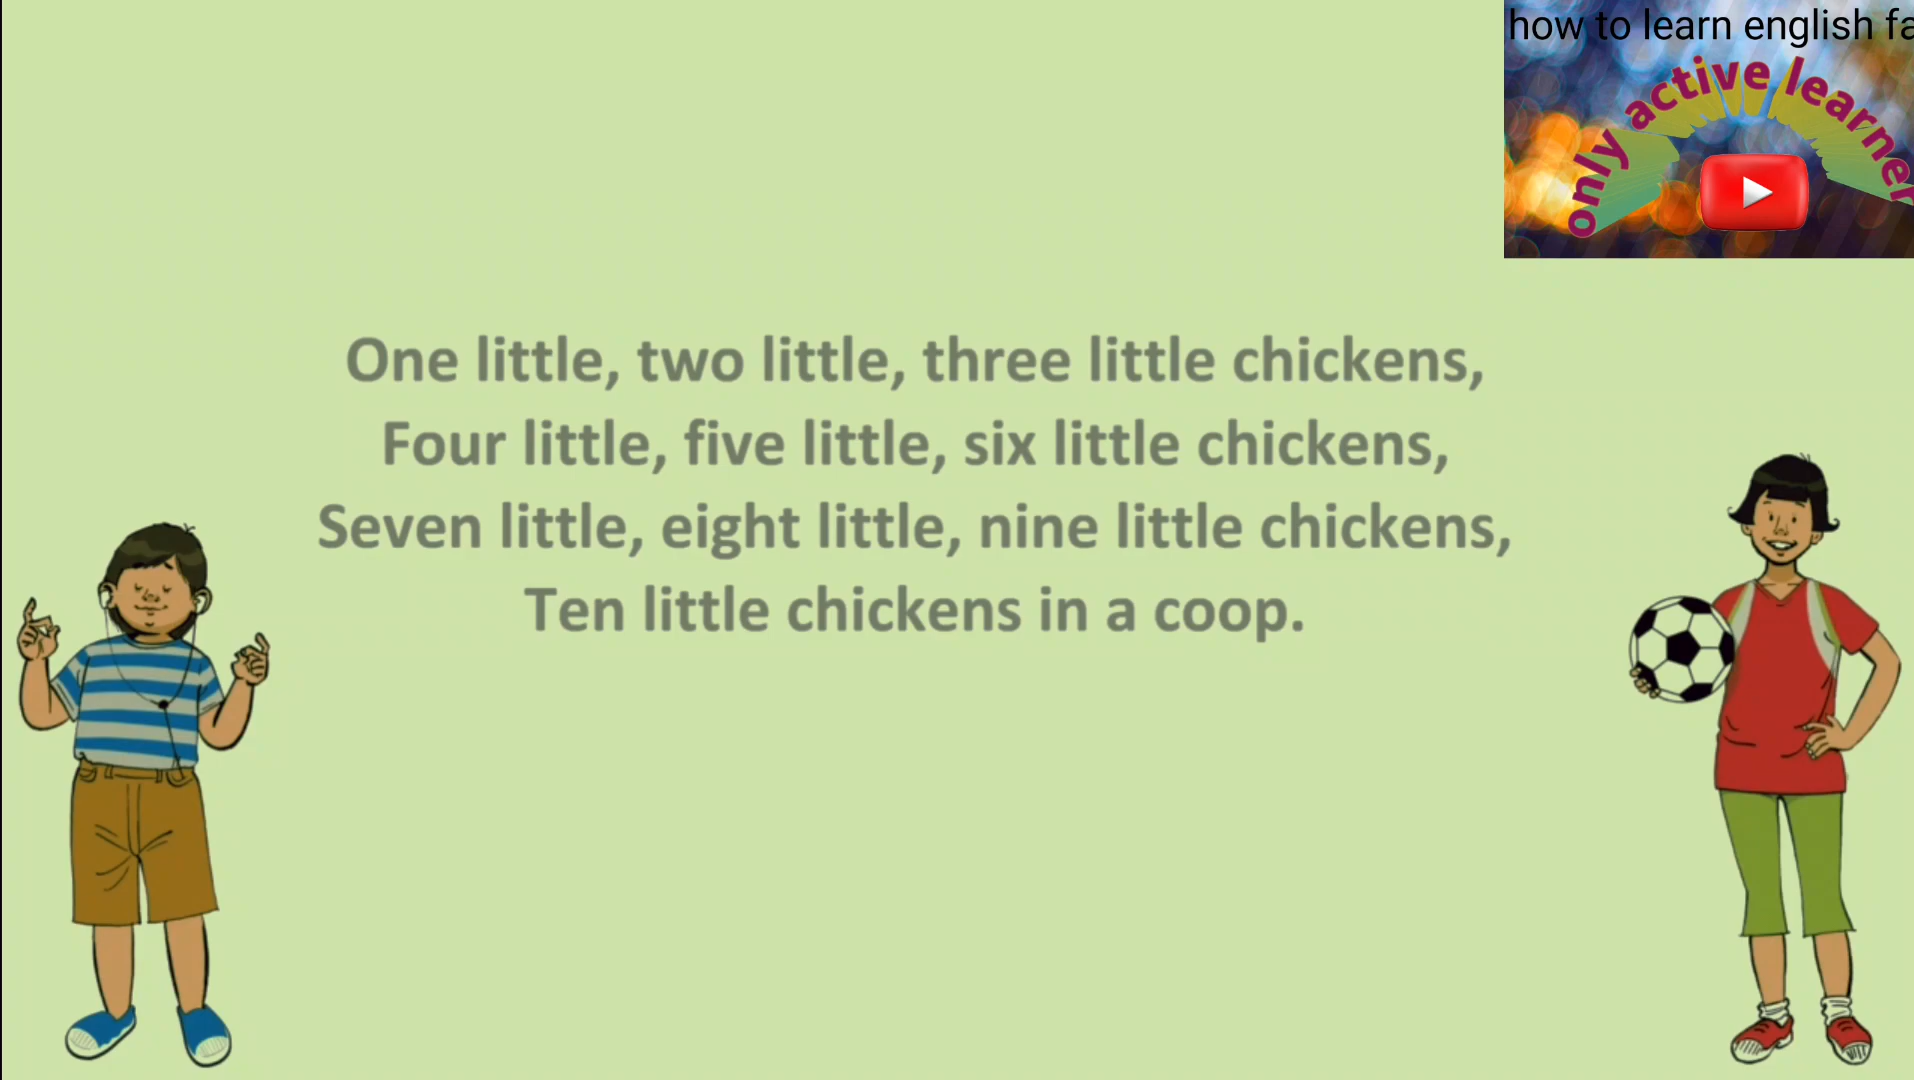 how to learn english fa
only active learner
One little, two little, three little chickens,
Four little, five little, six little chickens,
Seven little, eight little, nine little chickens,
Ten little chickens in a coop.